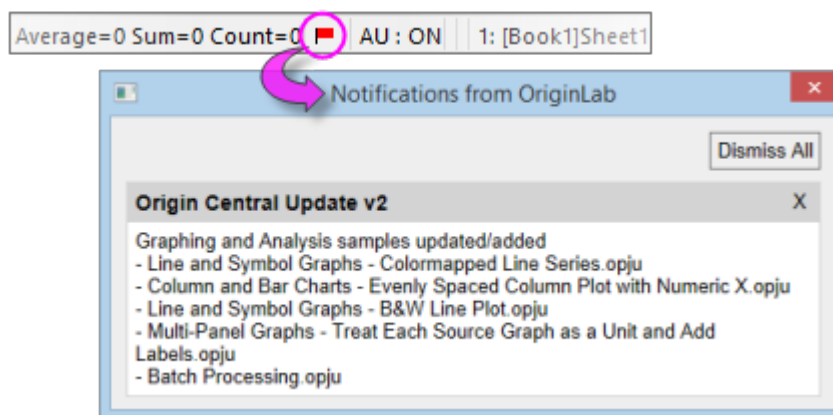 Average=0 Sum=0 Count=0 AU : ON 1: [Book1]Sheet1
Notifications from OriginLab
Dismiss All
Origin Central Update v2 X
Graphing and Analysis samples updated/added
- Line and Symbol Graphs - Colormapped Line Series.opju
- Column and Bar Charts - Evenly Spaced Column Plot with Numeric X.opju
- Line and Symbol Graphs - B&W Line Plot.opju
- Multi-Panel Graphs - Treat Each Source Graph as a Unit and Add
Labels.opju
- Batch Processing.opju